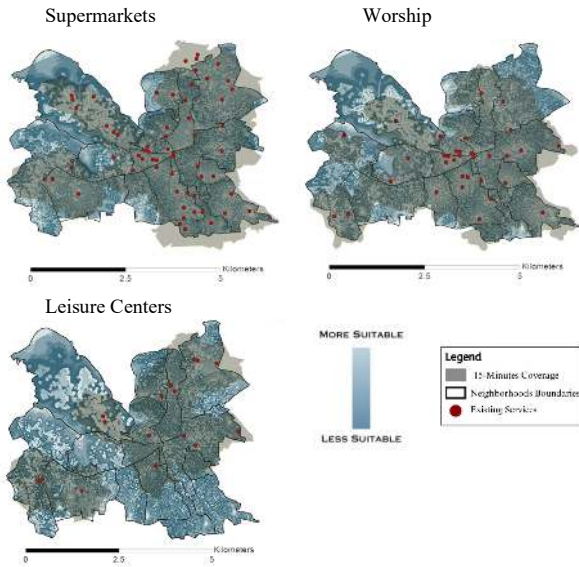 Supermarkets
Worship
Kilometers
0 2.5 5
Kilometers
0 2.5 5
Leisure Centers
MORE SUITABLE
LESS SUITABLE
Legend
15-Minutes Coverage
Neighborhoods Boundaries
Existing Services
Kilometers
0 2.5 5